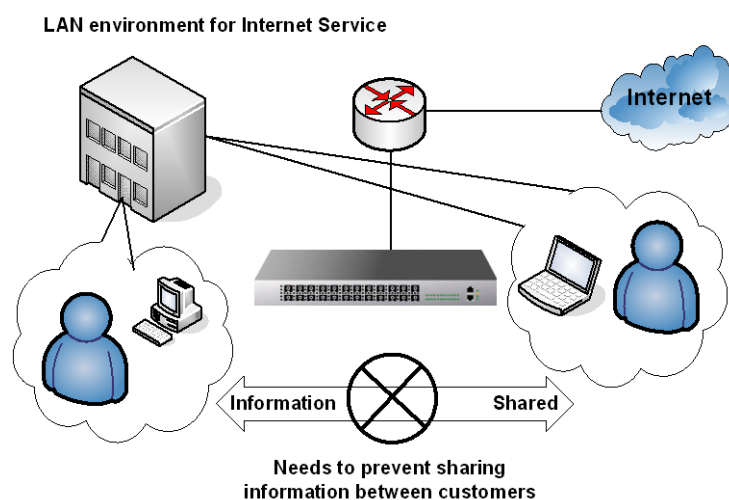 LAN environment for Internet Service
Internet
Information
Shared
Needs to prevent sharing
information between customers